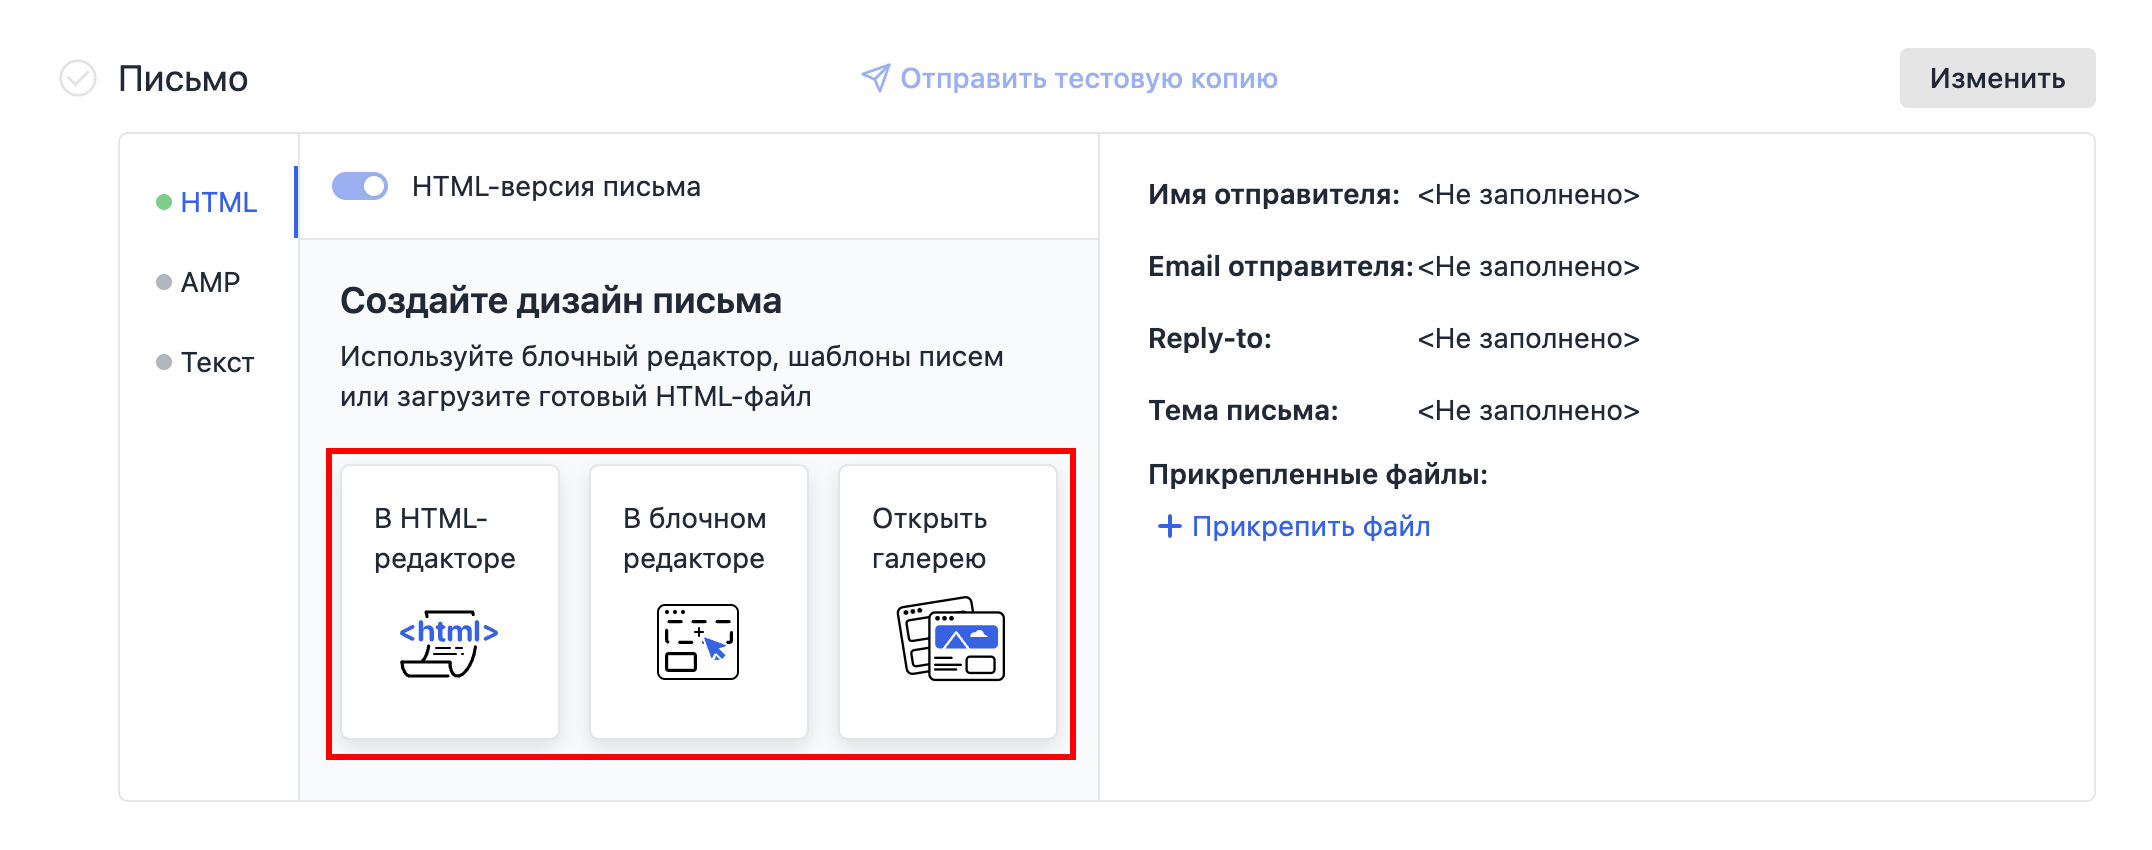 Письмо
Отправить тестовую копию
Изменить
HTML
AMP
Текст
HTML-версия письма
Создайте дизайн письма
Используйте блочный редактор, шаблоны писем
или загрузите готовый HTML-файл
В HTML-
редакторе
<html>
В блочном
редакторе
Открыть
галерею
Имя отправителя: <Не заполнено>
Email отправителя: <Не заполнено>
Reply-to: <Не заполнено>
Тема письма: <Не заполнено>
Прикрепленные файлы:
+ Прикрепить файл